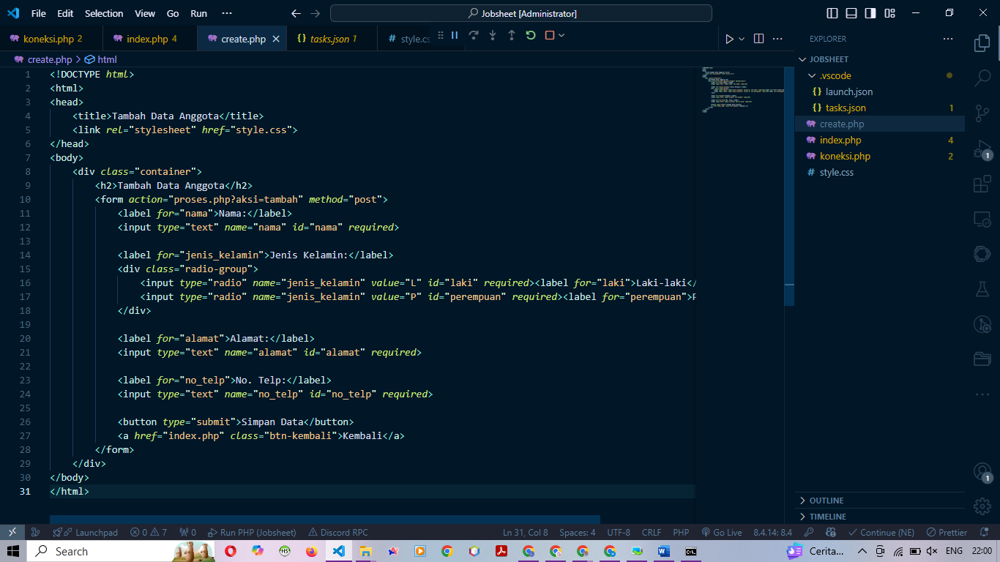 File Edit Selection View Go Run ··· Jobsheet [Administrator]
koneksi.php 2 index.php 4 create.php tasks.json 1 style.cs
create.php > html
1 <!DOCTYPE html>
2 <html>
3 <head>
4 <title>Tambah Data Anggota</title>
5 <link rel="stylesheet" href="style.css">
6 </head>
7 <body>
8 <div class="container">
9 <h2>Tambah Data Anggota</h2>
10 <form action="proses.php?aksi=tambah" method="post">
11 <label for="nama">Nama:</label>
12 <input type="text" name="nama" id="nama" required>
13
14 <label for="jenis_kelamin">Jenis Kelamin:</label>
15 <div class="radio-group">
16 <input type="radio" name="jenis_kelamin" value="L" id="laki" required><label for="laki">Laki-laki</
17 <input type="radio" name="jenis_kelamin" value="P" id="perempuan" required><label for="perempuan">P
18 </div>
19
20 <label for="alamat">Alamat:</label>
21 <input type="text" name="alamat" id="alamat" required>
22
23 <label for="no_telp">No. Telp:</label>
24 <input type="text" name="no_telp" id="no_telp" required>
25
26 <button type="submit">Simpan Data</button>
27 <a href="index.php" class="btn-kembali">Kembali</a>
28 </form>
29 </div>
30 </body>
31 </html>
EXPLORER ···
JOBSHEET
.vscode
{} launch.json
{} tasks.json 1
create.php
index.php 4
koneksi.php 2
# style.css
OUTLINE
TIMELINE
1
1
Launchpad 0 7 0 Run PHP (Jobsheet) Discord RPC Ln 31, Col 8 Spaces: 4 UTF-8 CRLF PHP Go Live 8.4.14: 8.4 Continue (NE) Prettier
Search Cerita... ENG 22:00